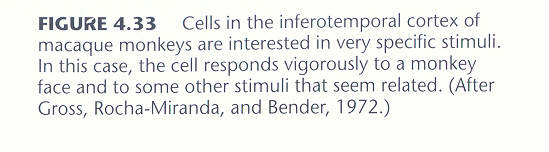 FIGURE 4.33 Cells in the inferotemporal cortex of
macaque monkeys are interested in very specific stimuli.
In this case, the cell responds vigorously to a monkey
face and to some other stimuli that seem related. (After
Gross, Rocha-Miranda, and Bender, 1972.)